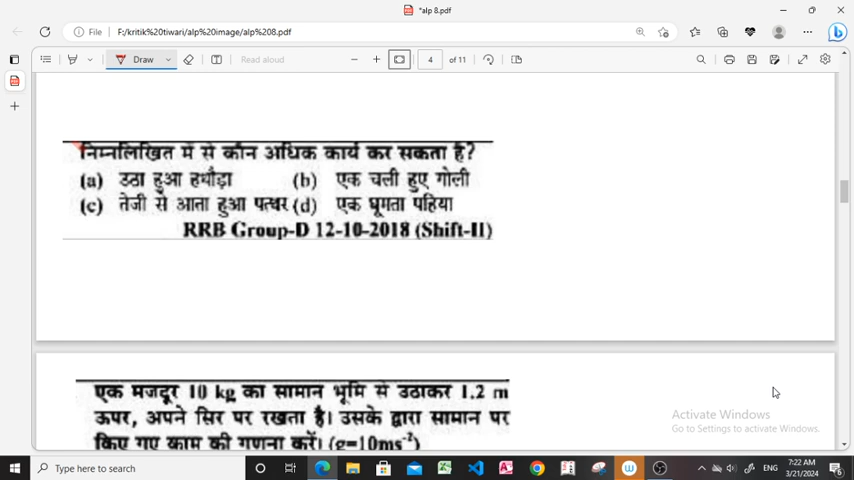 *alp 8.pdf
File
F:/kritik%20tiwari/alp%20image/alp%208.pdf
Draw
Read aloud
4
of 11
निम्नलिखित में से कौन अधिक कार्य कर सकता है?
(a) उठा हुआ हथौड़ा (b) एक चली हुए गोली
(c) तेजी से आता हुआ पत्थर (d) एक घूमता पहिया
RRB Group-D 12-10-2018 (Shift-II)
एक मजदूर 10 kg का सामान भूमि से उठाकर 1.2 m
ऊपर, अपने सिर पर रखता है। उसके द्वारा सामान पर
किए गए काम की गणना करें। (g=10ms⁻²)
Activate Windows
Go to Settings to activate Windows.
Type here to search
ENG
7:22 AM
3/21/2024